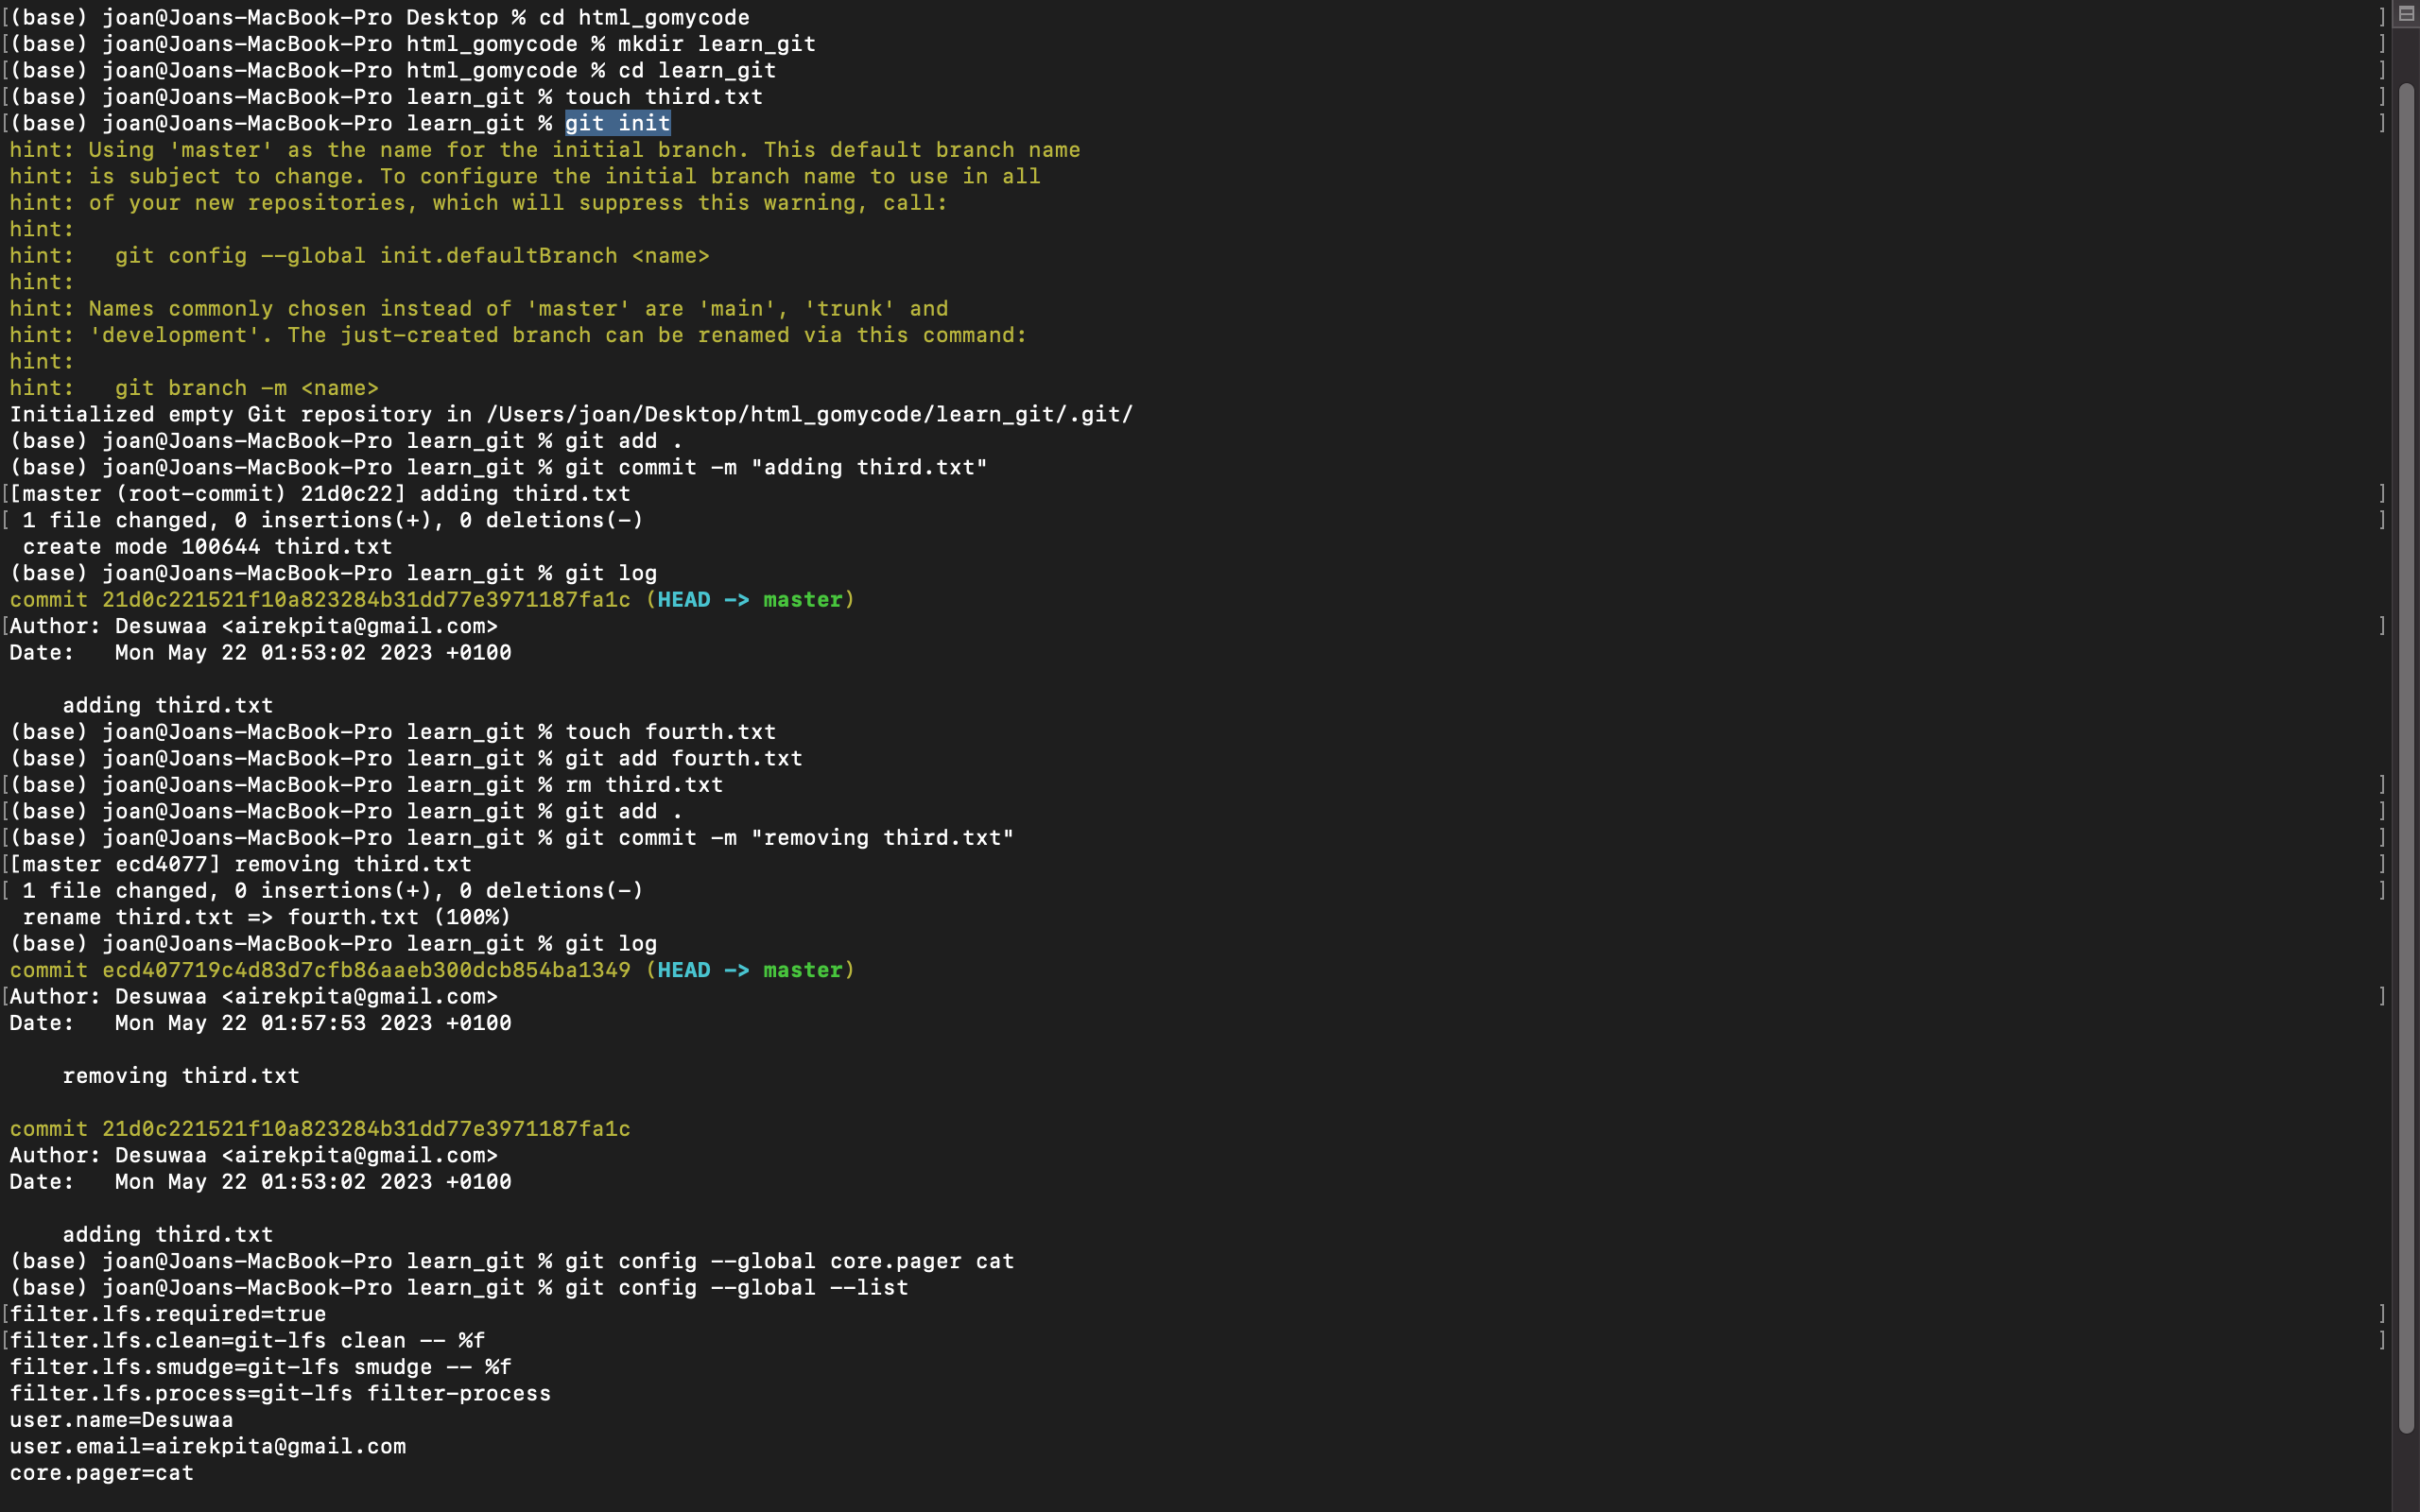 [(base) joan@Joans-MacBook-Pro Desktop % cd html_gomycode ]
[(base) joan@Joans-MacBook-Pro html_gomycode % mkdir learn_git ]
[(base) joan@Joans-MacBook-Pro html_gomycode % cd learn_git ]
[(base) joan@Joans-MacBook-Pro learn_git % touch third.txt ]
[(base) joan@Joans-MacBook-Pro learn_git % git init ]
hint: Using 'master' as the name for the initial branch. This default branch name
hint: is subject to change. To configure the initial branch name to use in all
hint: of your new repositories, which will suppress this warning, call:
hint:
hint:   git config --global init.defaultBranch <name>
hint:
hint: Names commonly chosen instead of 'master' are 'main', 'trunk' and
hint: 'development'. The just-created branch can be renamed via this command:
hint:
hint:   git branch -m <name>
Initialized empty Git repository in /Users/joan/Desktop/html_gomycode/learn_git/.git/
(base) joan@Joans-MacBook-Pro learn_git % git add .
(base) joan@Joans-MacBook-Pro learn_git % git commit -m "adding third.txt"
[[master (root-commit) 21d0c22] adding third.txt ]
[ 1 file changed, 0 insertions(+), 0 deletions(-) ]
 create mode 100644 third.txt
(base) joan@Joans-MacBook-Pro learn_git % git log
commit 21d0c221521f10a823284b31dd77e3971187fa1c (HEAD -> master)
[Author: Desuwaa <airekpita@gmail.com> ]
Date:   Mon May 22 01:53:02 2023 +0100

    adding third.txt
(base) joan@Joans-MacBook-Pro learn_git % touch fourth.txt
(base) joan@Joans-MacBook-Pro learn_git % git add fourth.txt
[(base) joan@Joans-MacBook-Pro learn_git % rm third.txt ]
[(base) joan@Joans-MacBook-Pro learn_git % git add . ]
[(base) joan@Joans-MacBook-Pro learn_git % git commit -m "removing third.txt" ]
[[master ecd4077] removing third.txt ]
[ 1 file changed, 0 insertions(+), 0 deletions(-) ]
 rename third.txt => fourth.txt (100%)
(base) joan@Joans-MacBook-Pro learn_git % git log
commit ecd407719c4d83d7cfb86aaeb300dcb854ba1349 (HEAD -> master)
[Author: Desuwaa <airekpita@gmail.com> ]
Date:   Mon May 22 01:57:53 2023 +0100

    removing third.txt

commit 21d0c221521f10a823284b31dd77e3971187fa1c
Author: Desuwaa <airekpita@gmail.com>
Date:   Mon May 22 01:53:02 2023 +0100

    adding third.txt
(base) joan@Joans-MacBook-Pro learn_git % git config --global core.pager cat
(base) joan@Joans-MacBook-Pro learn_git % git config --global --list
[filter.lfs.required=true ]
[filter.lfs.clean=git-lfs clean -- %f ]
filter.lfs.smudge=git-lfs smudge -- %f
filter.lfs.process=git-lfs filter-process
user.name=Desuwaa
user.email=airekpita@gmail.com
core.pager=cat